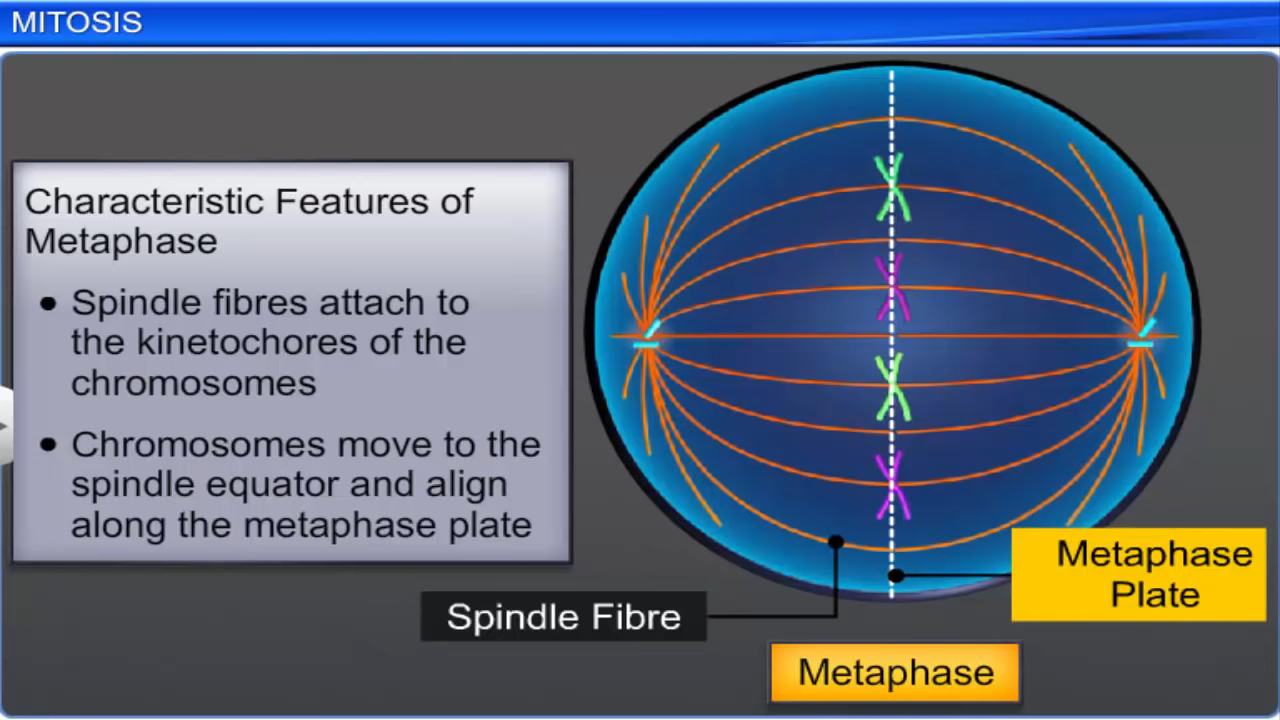 MITOSIS
Characteristic Features of
Metaphase
● Spindle fibres attach to
the kinetochores of the
chromosomes
● Chromosomes move to the
spindle equator and align
along the metaphase plate
Metaphase
Plate
Spindle Fibre
Metaphase